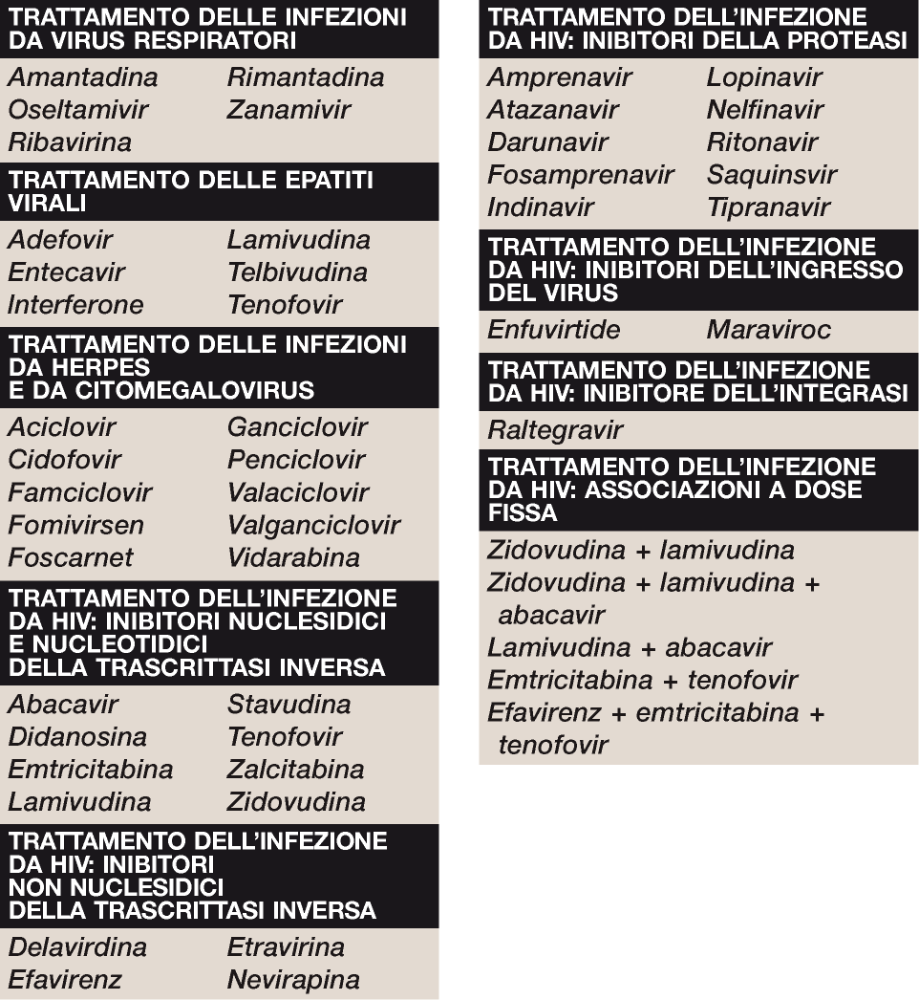 TRATTAMENTO DELLE INFEZIONI
DA VIRUS RESPIRATORI
Amantadina Rimantadina
Oseltamivir Zanamivir
Ribavirina
TRATTAMENTO DELLE EPATITI
VIRALI
Adefovir Lamivudina
Entecavir Telbivudina
Interferone Tenofovir
TRATTAMENTO DELLE INFEZIONI
DA HERPES
E DA CITOMEGALOVIRUS
Aciclovir Ganciclovir
Cidofovir Penciclovir
Famciclovir Valaciclovir
Fomivirsen Valganciclovir
Foscarnet Vidarabina
TRATTAMENTO DELL'INFEZIONE
DA HIV: INIBITORI NUCLESIDICI
E NUCLEOTIDICI
DELLA TRASCRITTASI INVERSA
Abacavir Stavudina
Didanosina Tenofovir
Emtricitabina Zalcitabina
Lamivudina Zidovudina
TRATTAMENTO DELL'INFEZIONE
DA HIV: INIBITORI
NON NUCLESIDICI
DELLA TRASCRITTASI INVERSA
Delavirdina Etravirina
Efavirenz Nevirapina
TRATTAMENTO DELL'INFEZIONE
DA HIV: INIBITORI DELLA PROTEASI
Amprenavir Lopinavir
Atazanavir Nelfinavir
Darunavir Ritonavir
Fosamprenavir Saquinsvir
Indinavir Tipranavir
TRATTAMENTO DELL'INFEZIONE
DA HIV: INIBITORI DELL'INGRESSO
DEL VIRUS
Enfuvirtide Maraviroc
TRATTAMENTO DELL'INFEZIONE
DA HIV: INIBITORE DELL'INTEGRASI
Raltegravir
TRATTAMENTO DELL'INFEZIONE
DA HIV: ASSOCIAZIONI A DOSE
FISSA
Zidovudina + lamivudina
Zidovudina + lamivudina +
abacavir
Lamivudina + abacavir
Emtricitabina + tenofovir
Efavirenz + emtricitabina +
tenofovir